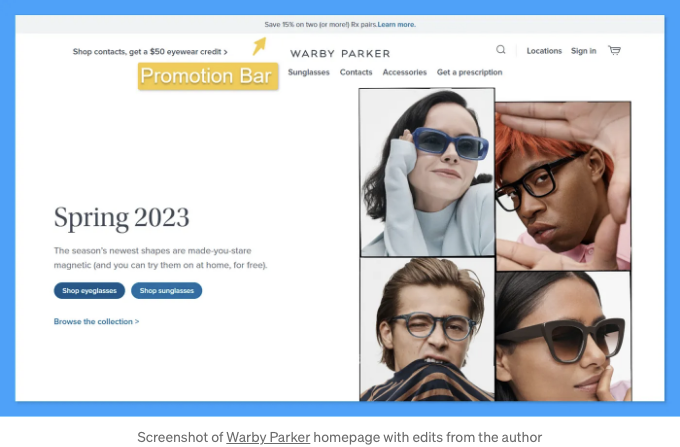 Save 15% on two (or more!) Rx pairs.Learn more.
Shop contacts, get a $50 eyewear credit >
WARBY PARKER
Locations
Sign in
Promotion Bar
Sunglasses
Contacts
Accessories
Get a prescription
Spring 2023
The season's newest shapes are made-you-stare
magnetic (and you can try them on at home, for free).
Shop eyeglasses
Shop sunglasses
Browse the collection >
Screenshot of Warby Parker homepage with edits from the author